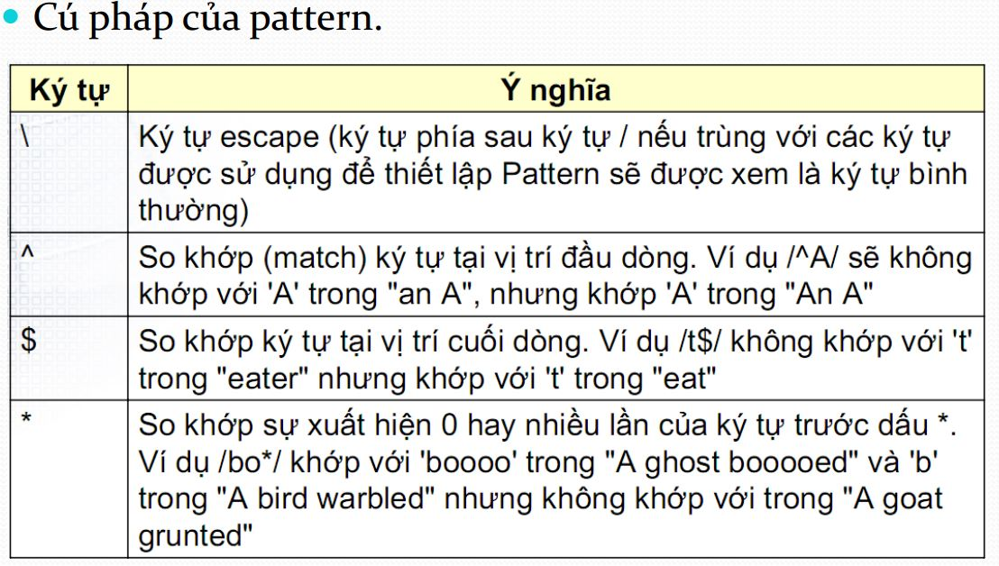 • Cú pháp của pattern.
Ký tự Ý nghĩa
\ Ký tự escape (ký tự phía sau ký tự / nếu trùng với các ký tự
được sử dụng để thiết lập Pattern sẽ được xem là ký tự bình
thường)
^ So khớp (match) ký tự tại vị trí đầu dòng. Ví dụ /^A/ sẽ không
khớp với 'A' trong "an A", nhưng khớp 'A' trong "An A"
$ So khớp ký tự tại vị trí cuối dòng. Ví dụ /t$/ không khớp với 't'
trong "eater" nhưng khớp với 't' trong "eat"
* So khớp sự xuất hiện 0 hay nhiều lần của ký tự trước dấu *.
Ví dụ /bo*/ khớp với 'boooo' trong "A ghost booooed" và 'b'
trong "A bird warbled" nhưng không khớp với trong "A goat
grunted"